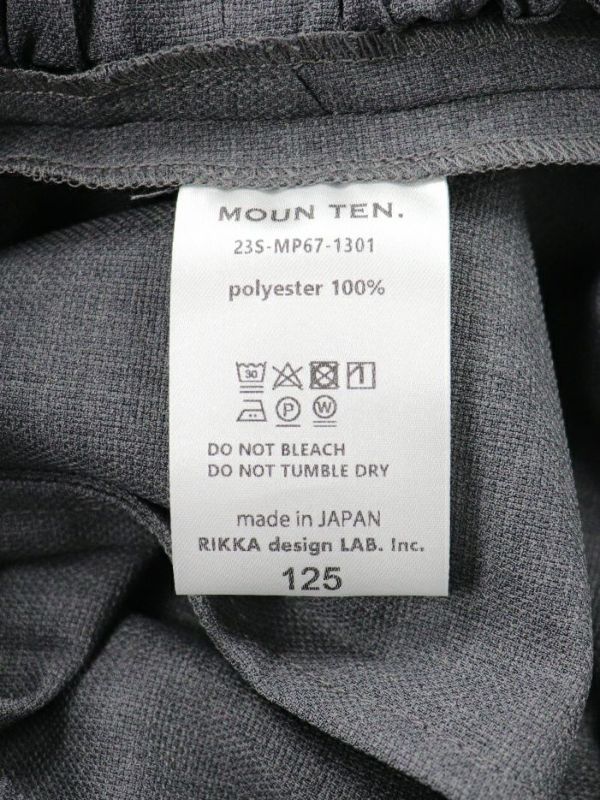 MOUN TEN.
23S-MP67-1301
polyester 100%
30
P W
DO NOT BLEACH
DO NOT TUMBLE DRY
made in JAPAN
RIKKA design LAB. Inc.
125